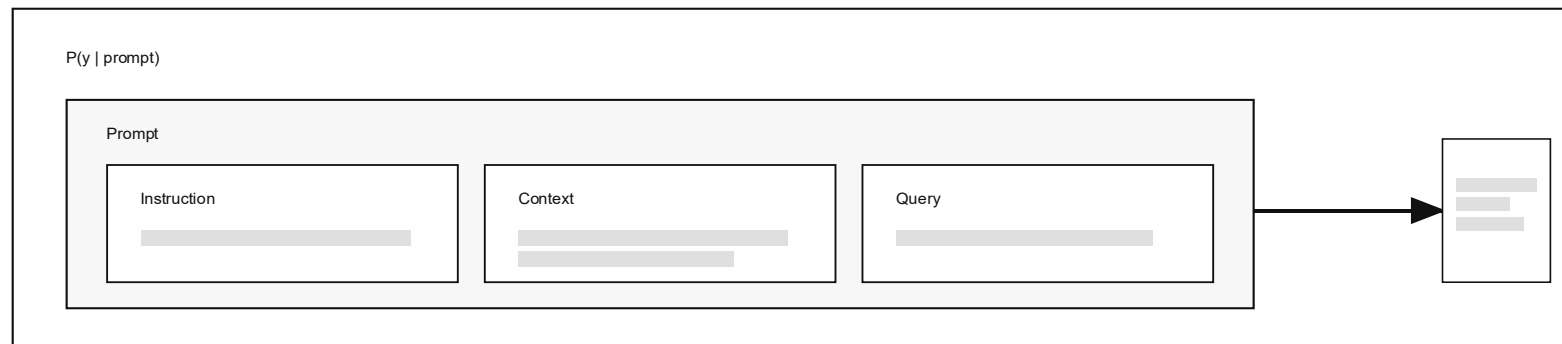 P(y | prompt)
Prompt
Instruction
Context
Query